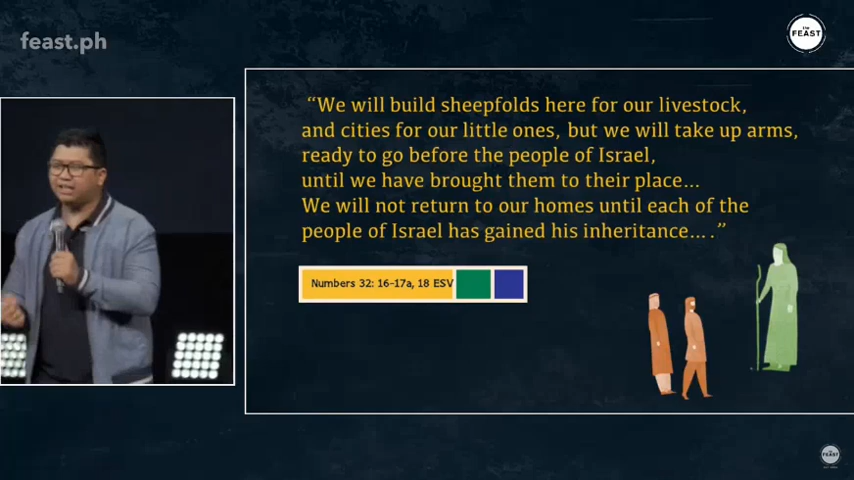 feast.ph
the
FEAST
“We will build sheepfolds here for our livestock,
and cities for our little ones, but we will take up arms,
ready to go before the people of Israel,
until we have brought them to their place...
We will not return to our homes until each of the
people of Israel has gained his inheritance... .”
Numbers 32: 16-17a, 18 ESV
FEAST